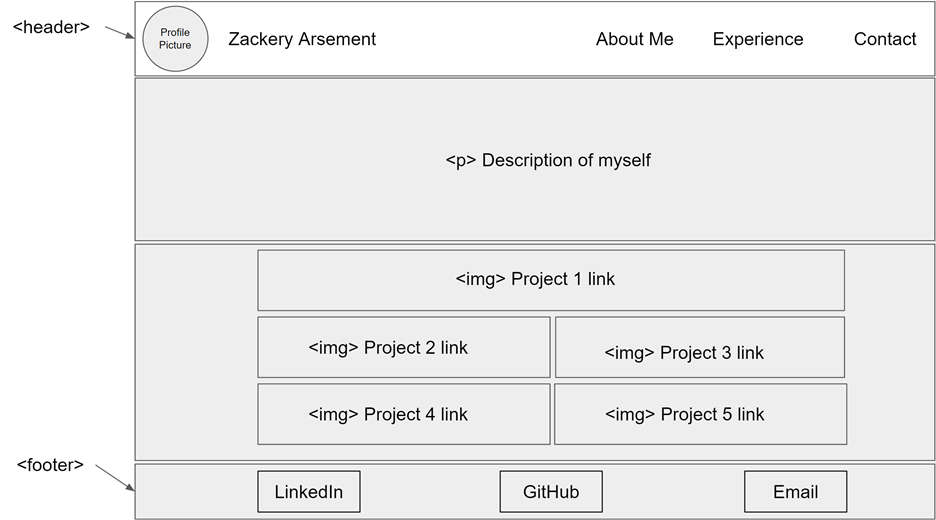 <header>
Profile
Picture
Zackery Arsement
About Me
Experience
Contact
<p> Description of myself
<img> Project 1 link
<img> Project 2 link
<img> Project 3 link
<img> Project 4 link
<img> Project 5 link
<footer>
LinkedIn
GitHub
Email